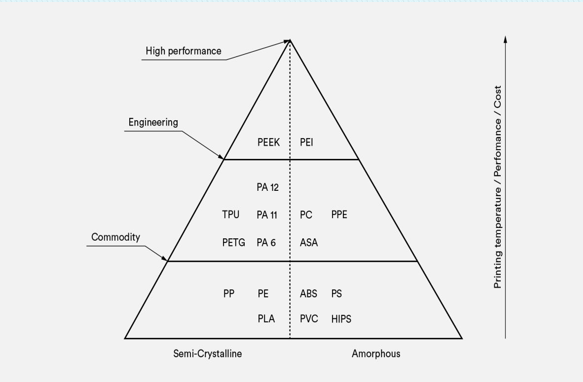 High performance
Engineering
PEEK PEI
PA 12
TPU PA 11 PC PPE
PETG PA 6 ASA
Commodity
PP PE ABS PS
PLA PVC HIPS
Semi-Crystalline Amorphous
Printing temperature / Perfomance / Cost